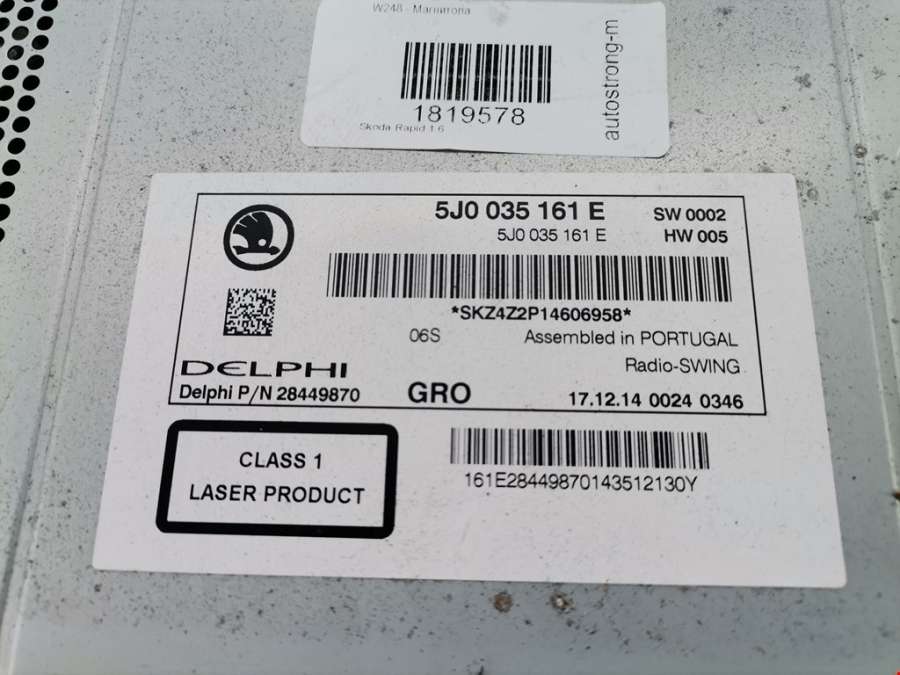 W248 - Магнитола
1819578
Skoda Rapid 1.6
autostrong-m
5J0 035 161 E SW 0002
5J0 035 161 E HW 005
*SKZ4Z2P14606958*
06S Assembled in PORTUGAL
Radio-SWING
DELPHI
Delphi P/N 28449870 GRO 17.12.14 0024 0346
CLASS 1
LASER PRODUCT
161E28449870143512130Y